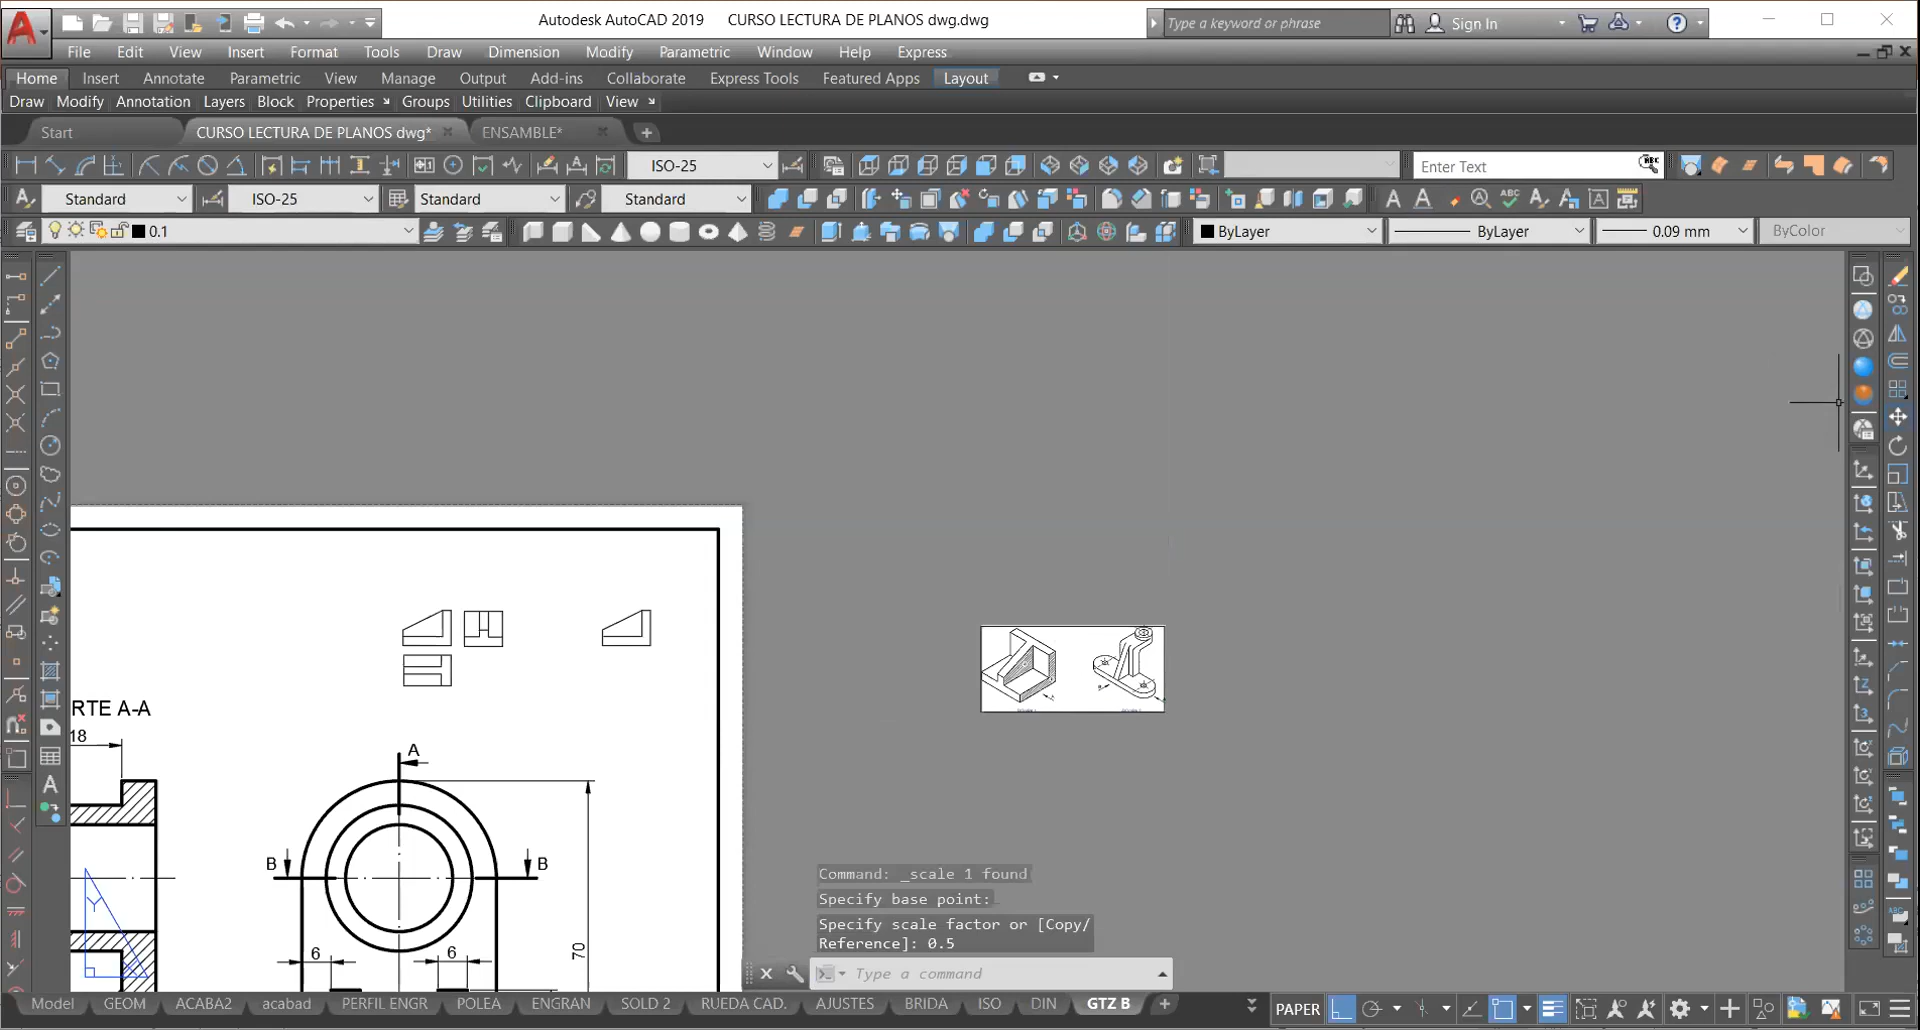 Autodesk AutoCAD 2019 CURSO LECTURA DE PLANOS dwg.dwg
Type a keyword or phrase
Sign In
File Edit View Insert Format Tools Draw Dimension Modify Parametric Window Help Express
Home Insert Annotate Parametric View Manage Output Add-ins Collaborate Express Tools Featured Apps Layout
Draw Modify Annotation Layers Block Properties Groups Utilities Clipboard View
Start CURSO LECTURA DE PLANOS dwg* ENSAMBLE*
ISO-25
Enter Text
Standard ISO-25 Standard Standard
0.1
ByLayer ByLayer 0.09 mm ByColor
RTE A-A
18
A
B B
6 6
70
Y
X
Command: _scale 1 found
Specify base point:
Specify scale factor or [Copy/
Reference]: 0.5
Type a command
Model GEOM ACABA2 acabad PERFIL ENGR POLEA ENGRAN SOLD 2 RUEDA CAD. AJUSTES BRIDA ISO DIN GTZ B
PAPER